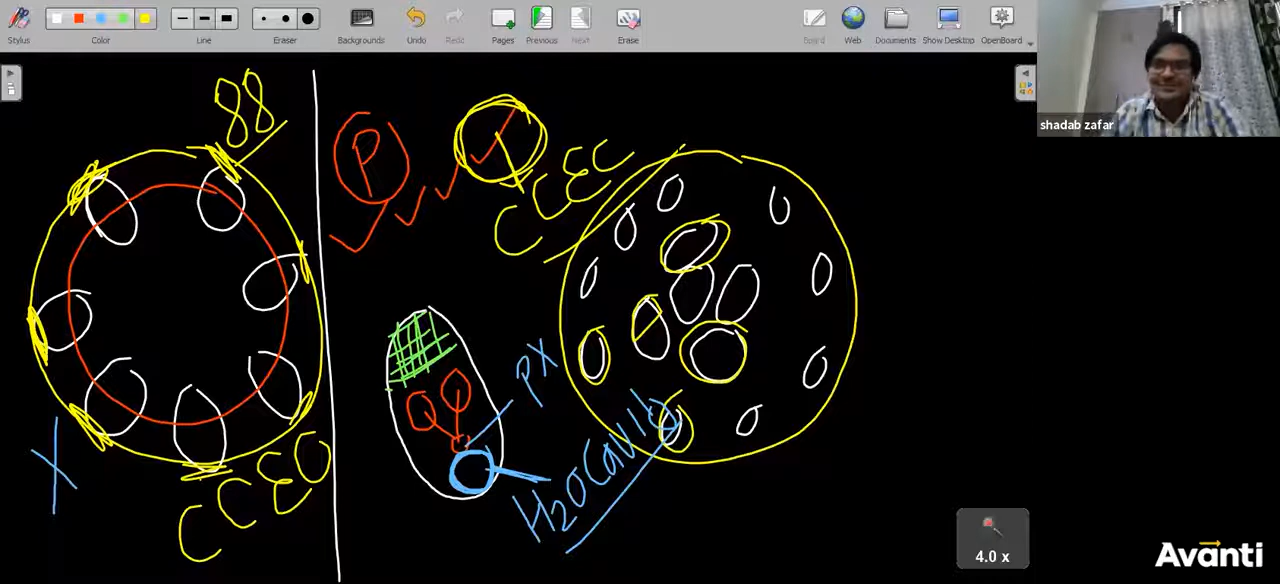 Stylus
Color
Line
Eraser
Backgrounds
Undo
Redo
Pages
Previous
Next
Erase
Board
Web
Documents
Show Desktop
OpenBoard
shadab zafar
88
P
CCEC
PX
H2O Cavity
X
CCEO
4.0 x
Avanti